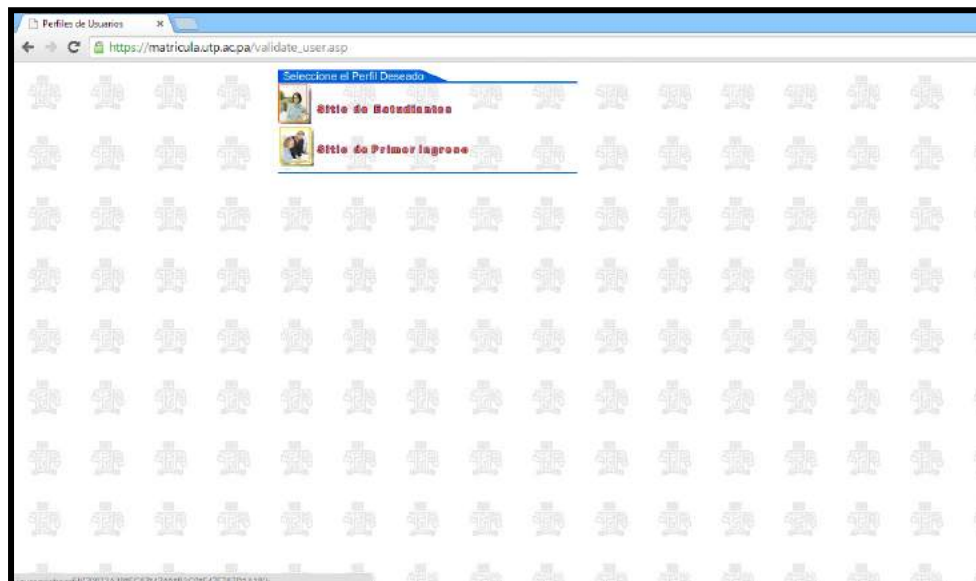 Perfiles de Usuarios
https://matricula.utp.ac.pa/validate_user.asp
Seleccione el Perfil Deseado
Sitio de Estudiantes
Sitio de Primer Ingreso